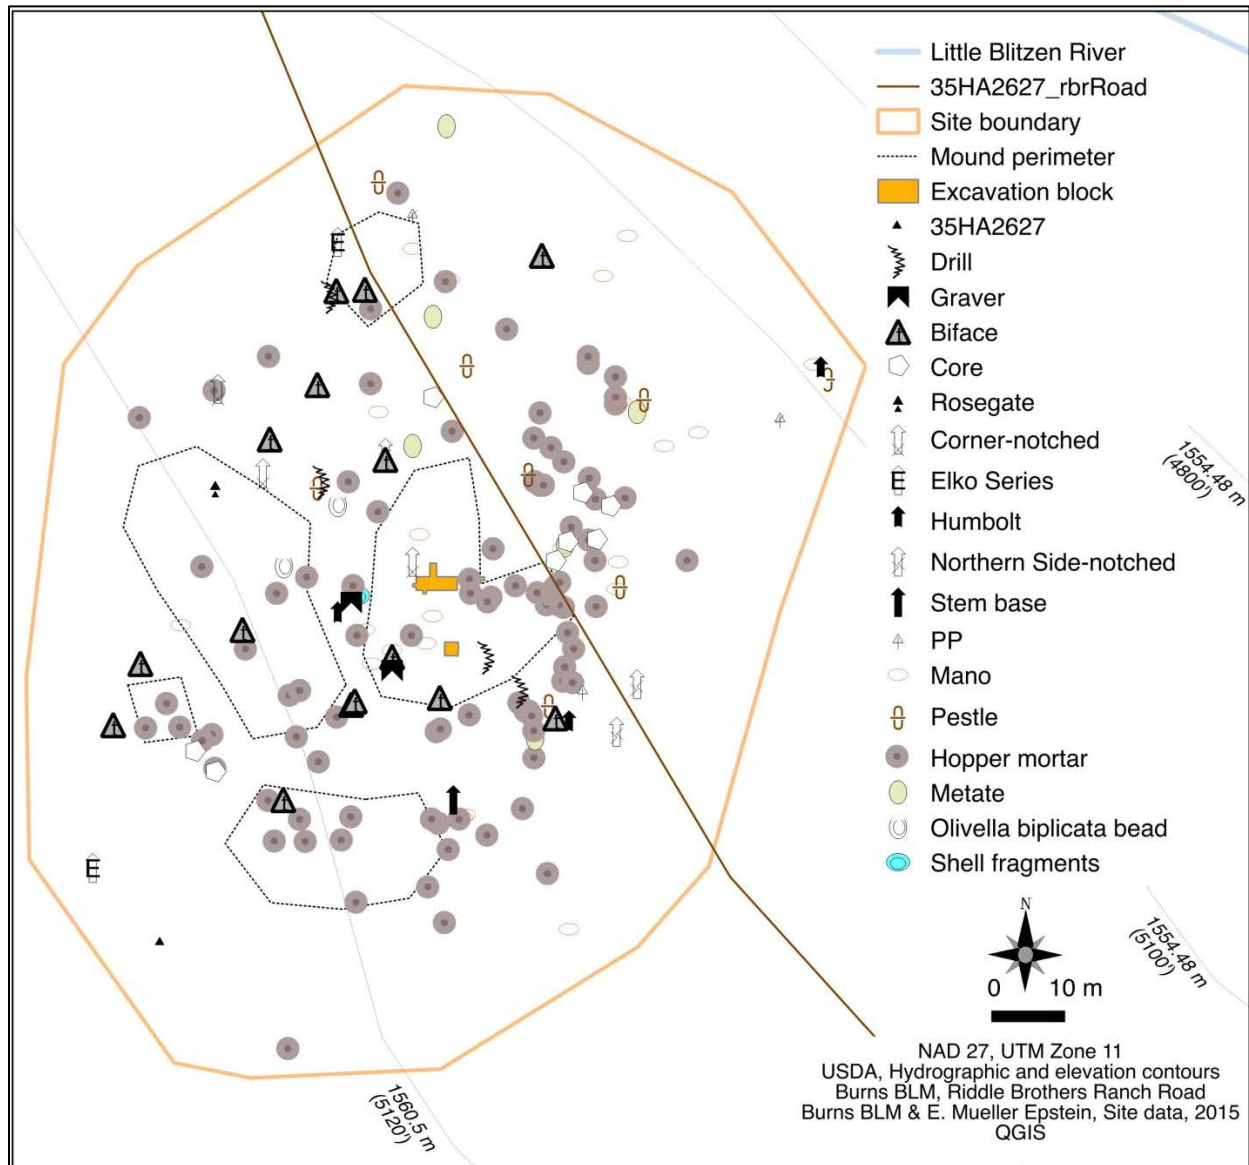 Little Blitzen River
35HA2627_rbrRoad
Site boundary
Mound perimeter
Excavation block
35HA2627
Drill
Graver
Biface
Core
Rosegate
Corner-notched
E Elko Series
Humbolt
Northern Side-notched
Stem base
PP
Mano
Pestle
Hopper mortar
Metate
Olivella biplicata bead
Shell fragments
E
E
1554.48 m
(4800')
1554.48 m
(5100')
1560.5 m
(5120')
N
0 10 m
NAD 27, UTM Zone 11
USDA, Hydrographic and elevation contours
Burns BLM, Riddle Brothers Ranch Road
Burns BLM & E. Mueller Epstein, Site data, 2015
QGIS